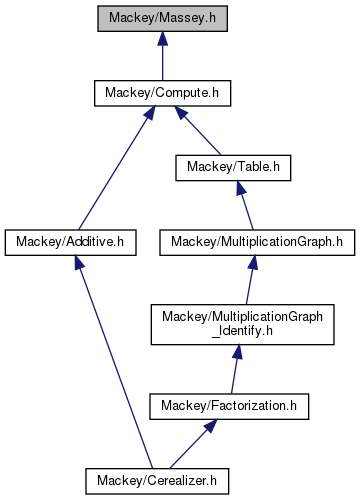 Mackey/Massey.h
Mackey/Compute.h
Mackey/Table.h
Mackey/Additive.h
Mackey/MultiplicationGraph.h
Mackey/MultiplicationGraph
_Identify.h
Mackey/Factorization.h
Mackey/Cerealizer.h